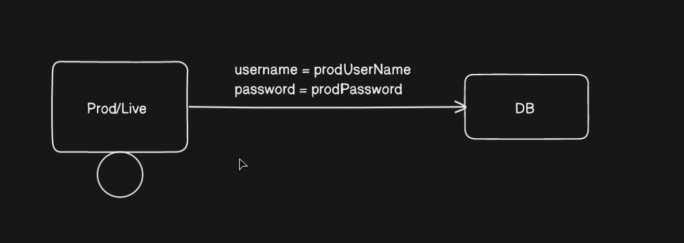 username = prodUserName
password = prodPassword
Prod/Live
DB